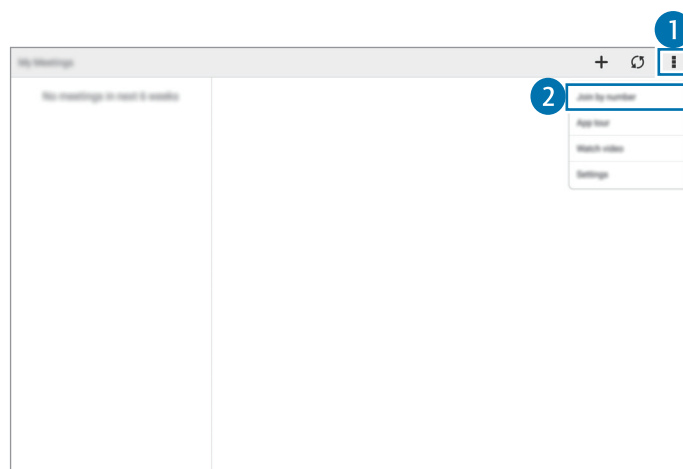 1
My Meetings
No meetings in next 6 weeks
2
Join by number
App tour
Watch video
Settings